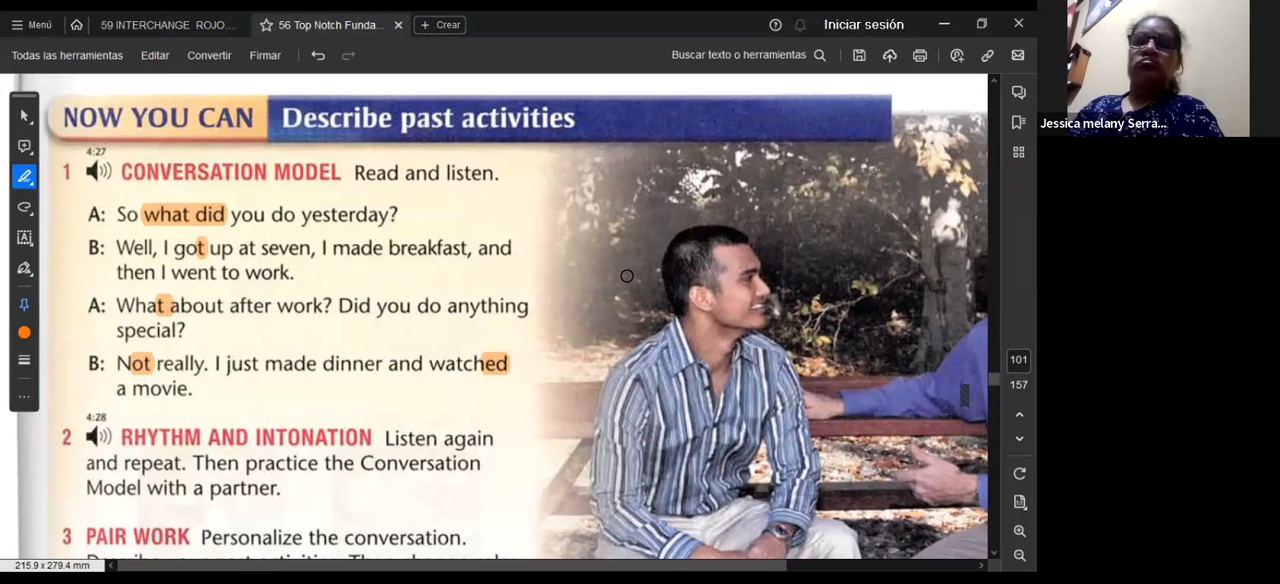 Menú
59 INTERCHANGE ROJO....
56 Top Notch Funda...
Crear
Iniciar sesión
Todas las herramientas
Editar
Convertir
Firmar
Buscar texto o herramientas
NOW YOU CAN Describe past activities
4:27
1 CONVERSATION MODEL Read and listen.
A: So what did you do yesterday?
B: Well, I got up at seven, I made breakfast, and
then I went to work.
A: What about after work? Did you do anything
special?
B: Not really. I just made dinner and watched
a movie.
4:28
2 RHYTHM AND INTONATION Listen again
and repeat. Then practice the Conversation
Model with a partner.
3 PAIR WORK Personalize the conversation.
101
157
215.9 x 279.4 mm
Jessica melany Serra...